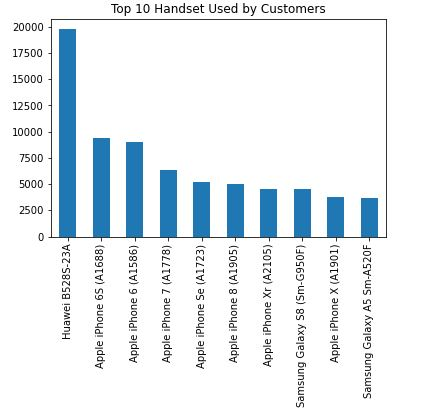 Top 10 Handset Used by Customers
20000
17500
15000
12500
10000
7500
5000
2500
0
Huawei B528S-23A
Apple iPhone 6S (A1688)
Apple iPhone 6 (A1586)
Apple iPhone 7 (A1778)
Apple iPhone Se (A1723)
Apple iPhone 8 (A1905)
Apple iPhone Xr (A2105)
Samsung Galaxy S8 (Sm-G950F)
Apple iPhone X (A1901)
Samsung Galaxy A5 Sm-A520F